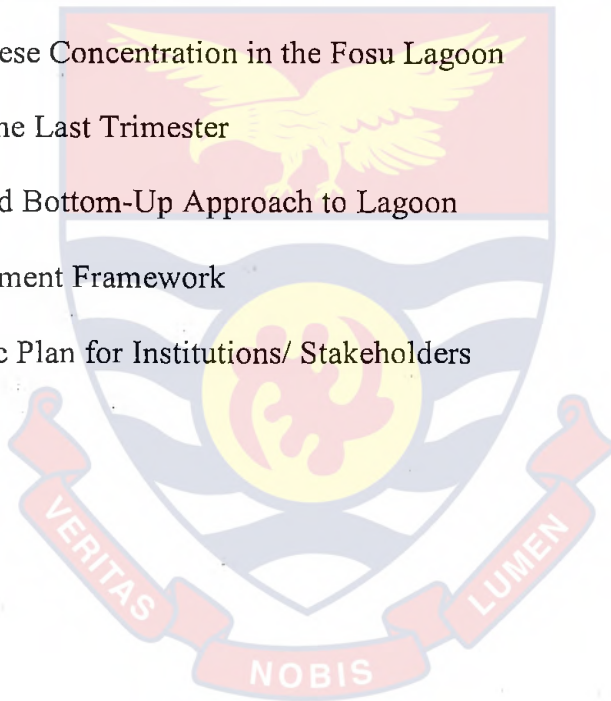 ese Concentration in the Fosu Lagoon
ne Last Trimester
d Bottom-Up Approach to Lagoon
ment Framework
c Plan for Institutions/ Stakeholders
VERITAS
NOBIS
LUMEN